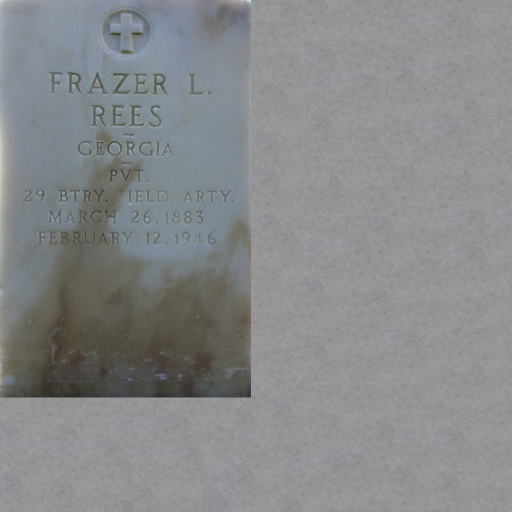 FRAZER L.
REES
GEORGIA
PVT.
29 BTRY. FIELD ARTY.
MARCH 26, 1883
FEBRUARY 12, 1946